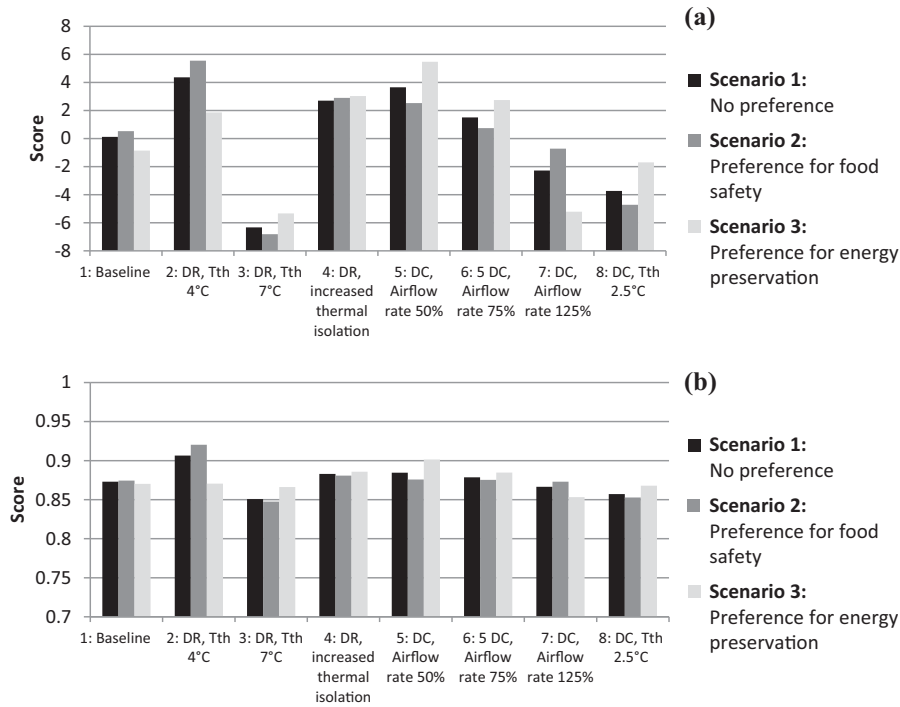 (a)
8
6
4
2
0
-2
-4
-6
-8
Score
1: Baseline
2: DR, Tth
4°C
3: DR, Tth
7°C
4: DR,
increased
thermal
isolation
5: DC,
Airflow
rate 50%
6: 5 DC,
Airflow
rate 75%
7: DC,
Airflow
rate 125%
8: DC, Tth
2.5°C
Scenario 1:
No preference
Scenario 2:
Preference for food
safety
Scenario 3:
Preference for energy
preservation
(b)
1
0.95
0.9
0.85
0.8
0.75
0.7
Score
1: Baseline
2: DR, Tth
4°C
3: DR, Tth
7°C
4: DR,
increased
thermal
isolation
5: DC,
Airflow
rate 50%
6: 5 DC,
Airflow
rate 75%
7: DC,
Airflow
rate 125%
8: DC, Tth
2.5°C
Scenario 1:
No preference
Scenario 2:
Preference for food
safety
Scenario 3:
Preference for energy
preservation